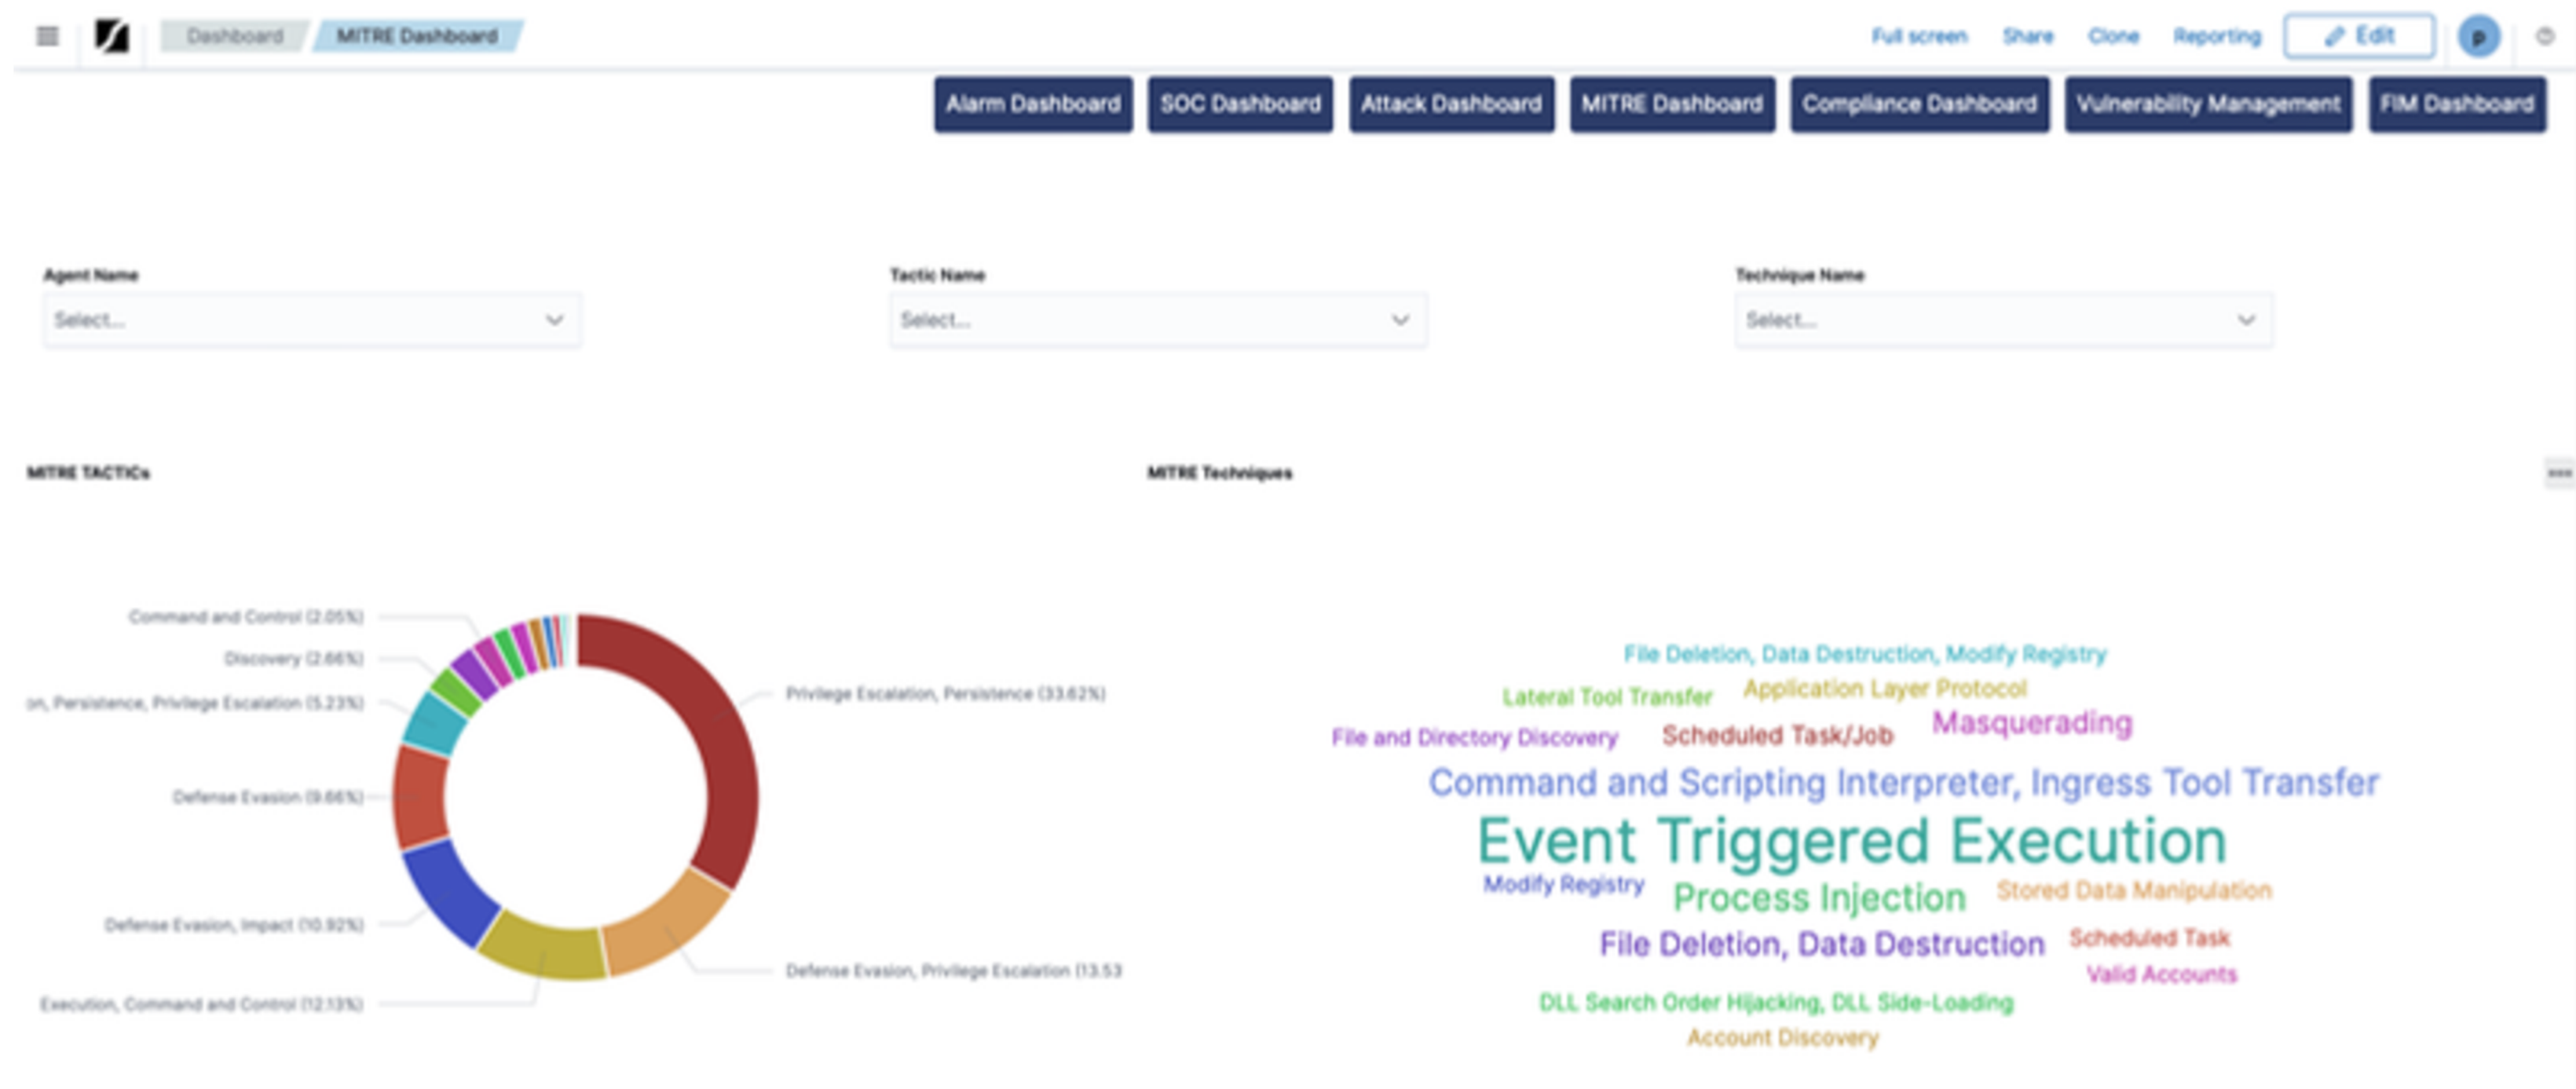 Dashboard MITRE Dashboard Full screen Share Clone Reporting Edit p
Alarm Dashboard SOC Dashboard Attack Dashboard MITRE Dashboard Compliance Dashboard Vulnerability Management FIM Dashboard
Agent Name Tactic Name Technique Name
Select... Select... Select...
MITRE TACTICs
Command and Control (2.05%)
Discovery (2.66%)
on, Persistence, Privilege Escalation (5.23%)
Defense Evasion (9.66%)
Defense Evasion, Impact (10.92%)
Execution, Command and Control (12.13%)
Privilege Escalation, Persistence (33.62%)
Defense Evasion, Privilege Escalation (13.53
MITRE Techniques
File Deletion, Data Destruction, Modify Registry
Lateral Tool Transfer Application Layer Protocol
File and Directory Discovery Scheduled Task/Job Masquerading
Command and Scripting Interpreter, Ingress Tool Transfer
Event Triggered Execution
Modify Registry Process Injection Stored Data Manipulation
File Deletion, Data Destruction Scheduled Task
Valid Accounts
DLL Search Order Hijacking, DLL Side-Loading
Account Discovery